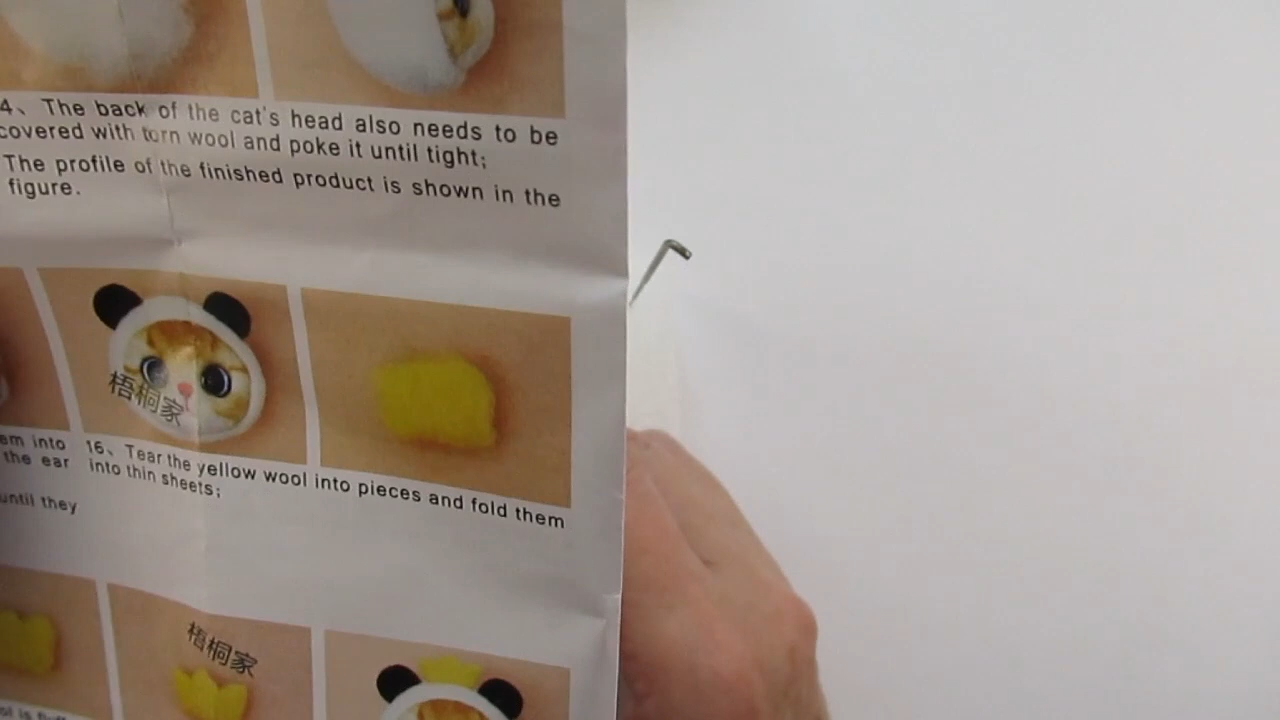 4、The back of the cat's head also needs to be
covered with torn wool and poke it until tight;
The profile of the finished product is shown in the
figure.
梧桐家
em into
the ear
until they
16、Tear the yellow wool into pieces and fold them
into thin sheets;
梧桐家